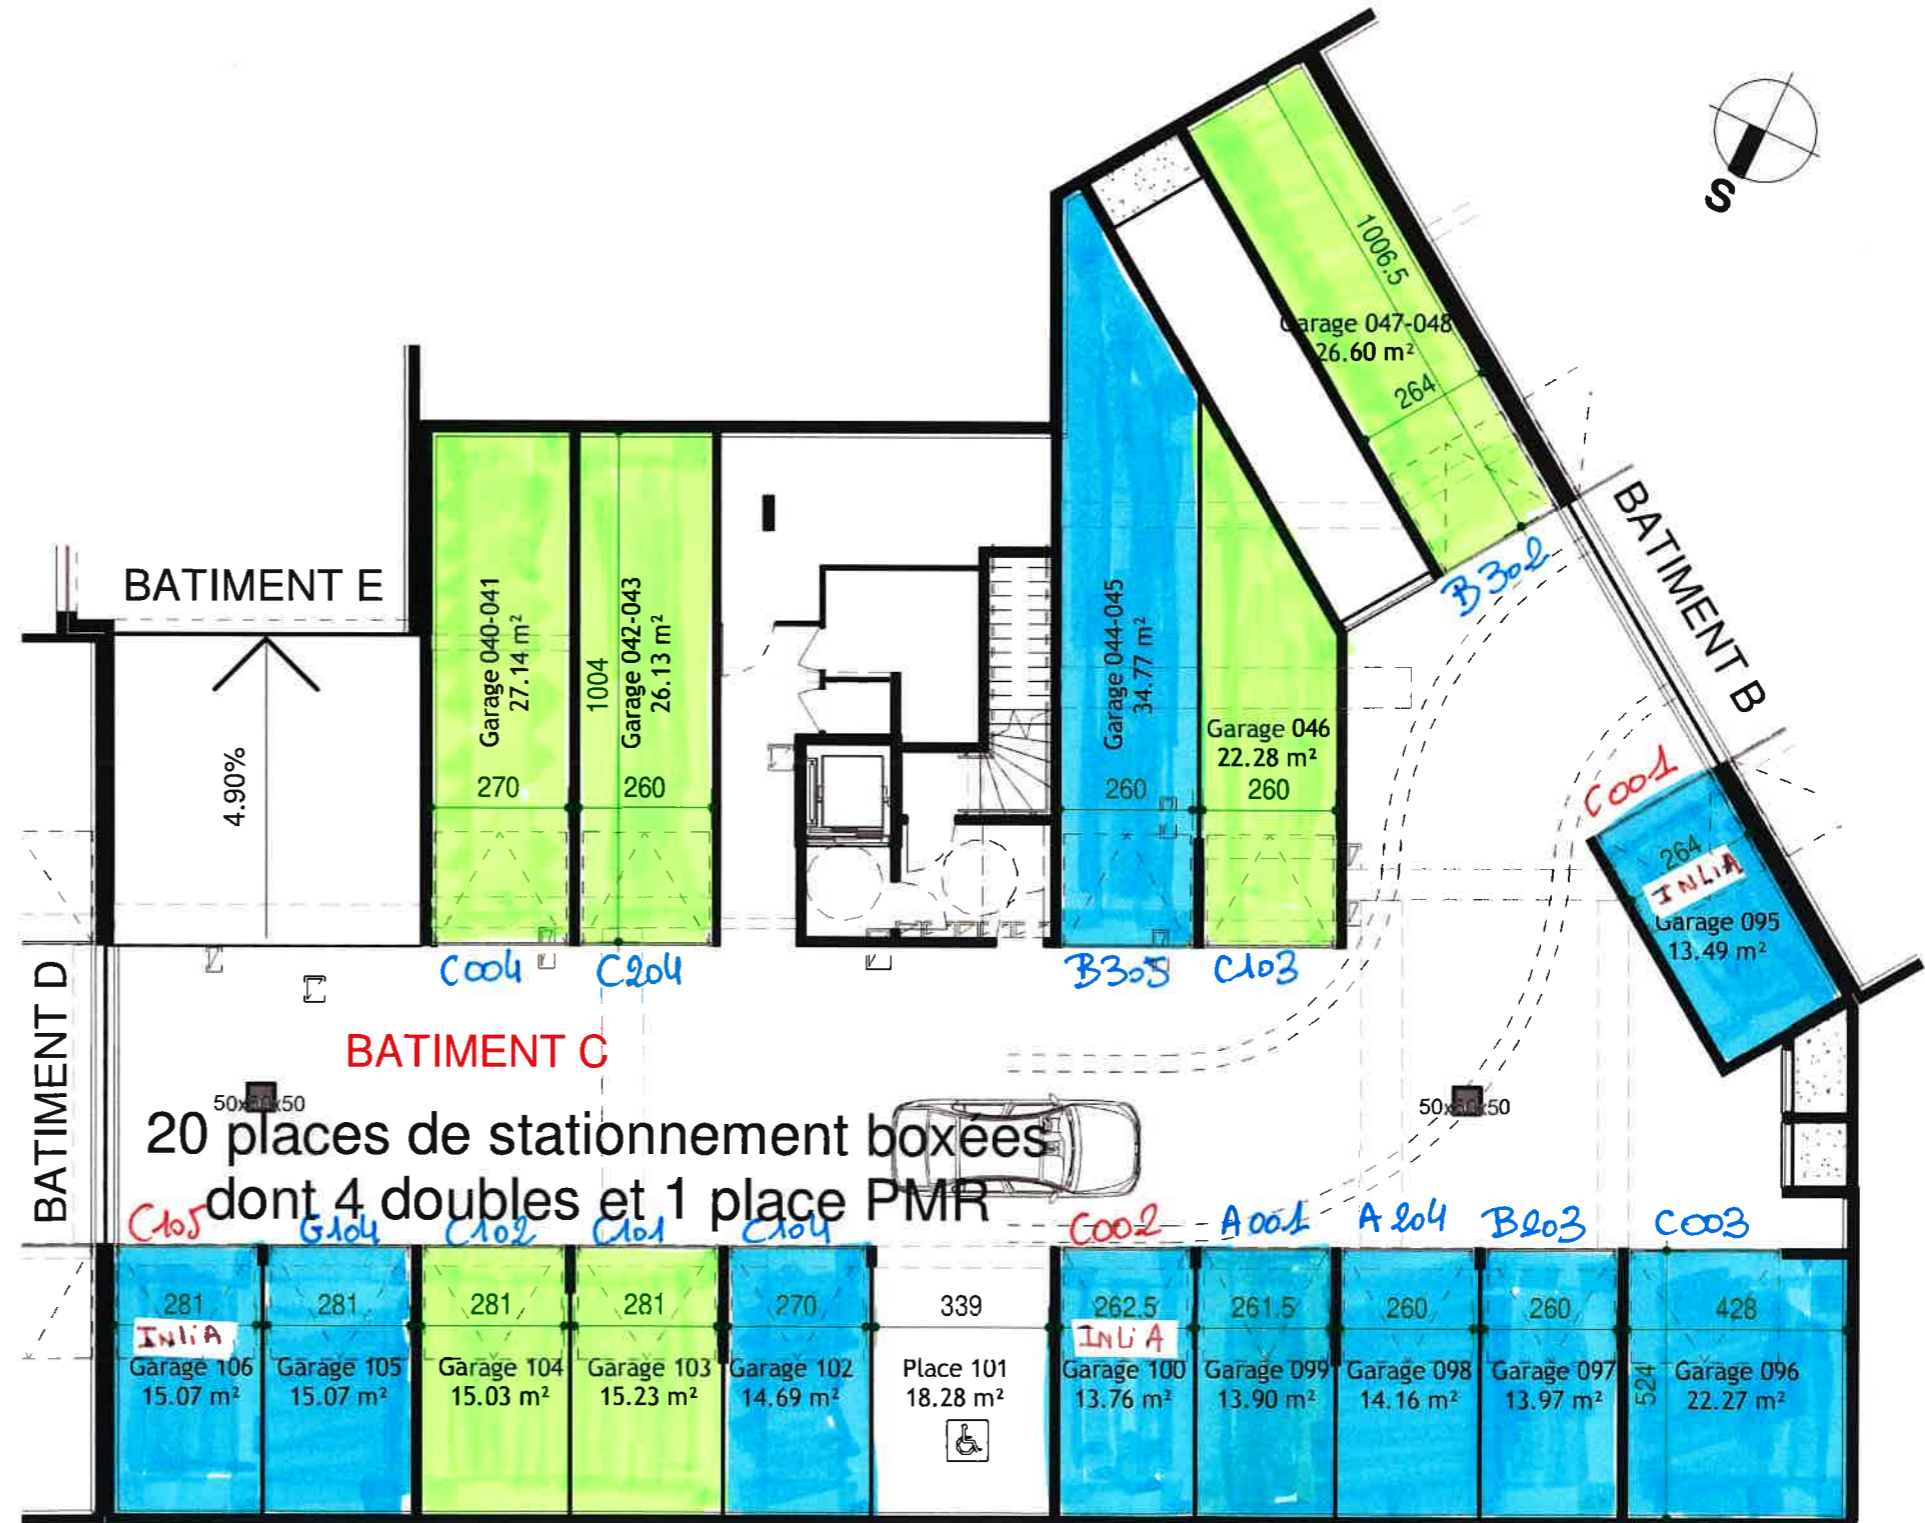 S
1006.5
Garage 047-048
26.60 m²
264
B302
BATIMENT B
BATIMENT E
4.90%
Garage 040-041
27.14 m²
270
1004
Garage 042-043
26.13 m²
260
Garage 044-045
34.77 m²
260
Garage 046
22.28 m²
260
C001
264
INLiA
Garage 095
13.49 m²
C004
C204
B305
C103
BATIMENT D
BATIMENT C
50x50x50
50x50x50
20 places de stationnement boxées
dont 4 doubles et 1 place PMR
C105
G104
C102
C101
C104
C002
A001
A204
B203
C003
281
INLiA
Garage 106
15.07 m²
281
Garage 105
15.07 m²
281
Garage 104
15.03 m²
281
Garage 103
15.23 m²
270
Garage 102
14.69 m²
339
Place 101
18.28 m²
262.5
INLiA
Garage 100
13.76 m²
261.5
Garage 099
13.90 m²
260
Garage 098
14.16 m²
260
Garage 097
13.97 m²
524
428
Garage 096
22.27 m²